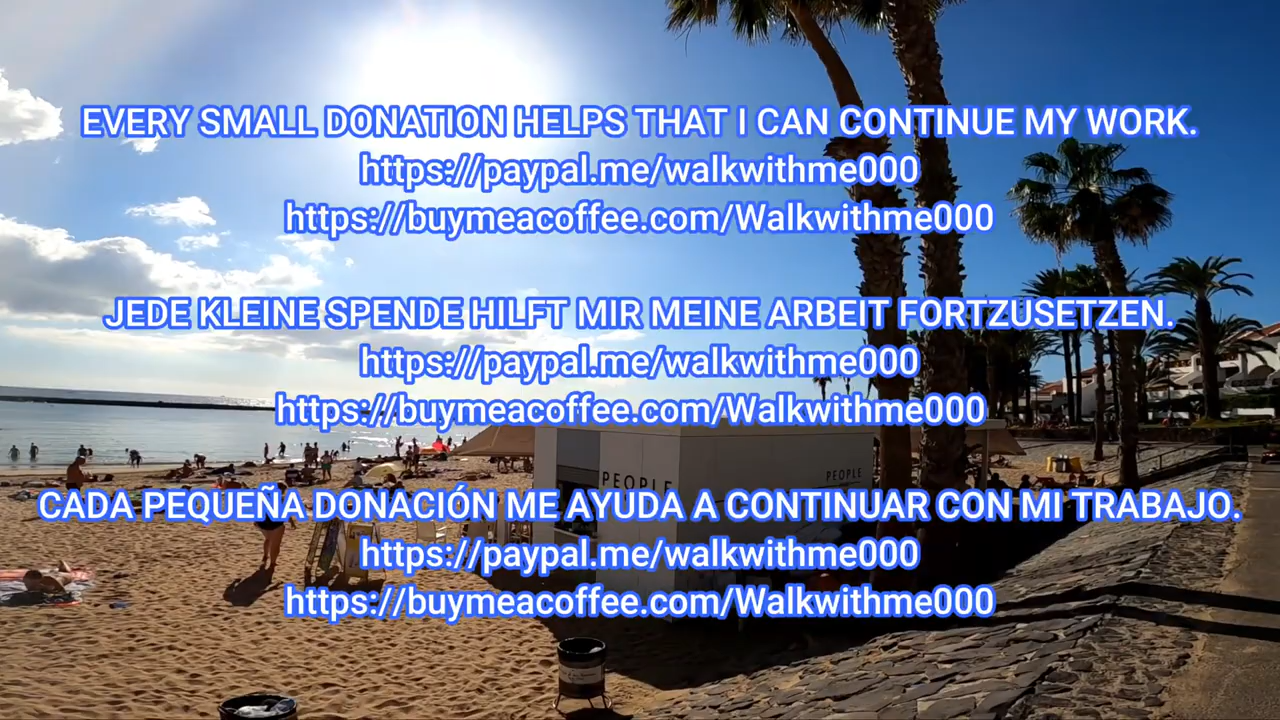 EVERY SMALL DONATION HELPS THAT I CAN CONTINUE MY WORK.
https://paypal.me/walkwithme000
https://buymeacoffee.com/Walkwithme000
JEDE KLEINE SPENDE HILFT MIR MEINE ARBEIT FORTZUSETZEN.
https://paypal.me/walkwithme000
https://buymeacoffee.com/Walkwithme000
PEOPLE
PEOPLE
CADA PEQUEÑA DONACIÓN ME AYUDA A CONTINUAR CON MI TRABAJO.
https://paypal.me/walkwithme000
https://buymeacoffee.com/Walkwithme000